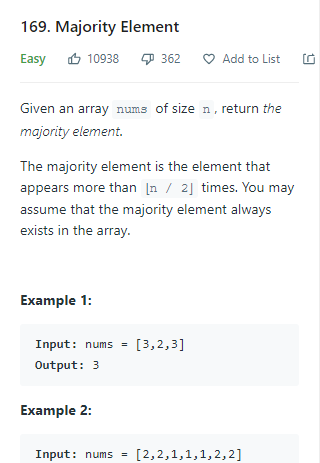 169. Majority Element
Easy 10938 362 Add to List
Given an array nums of size n, return the
majority element.
The majority element is the element that
appears more than ⌊n / 2⌋ times. You may
assume that the majority element always
exists in the array.
Example 1:
Input: nums = [3,2,3]
Output: 3
Example 2:
Input: nums = [2,2,1,1,1,2,2]